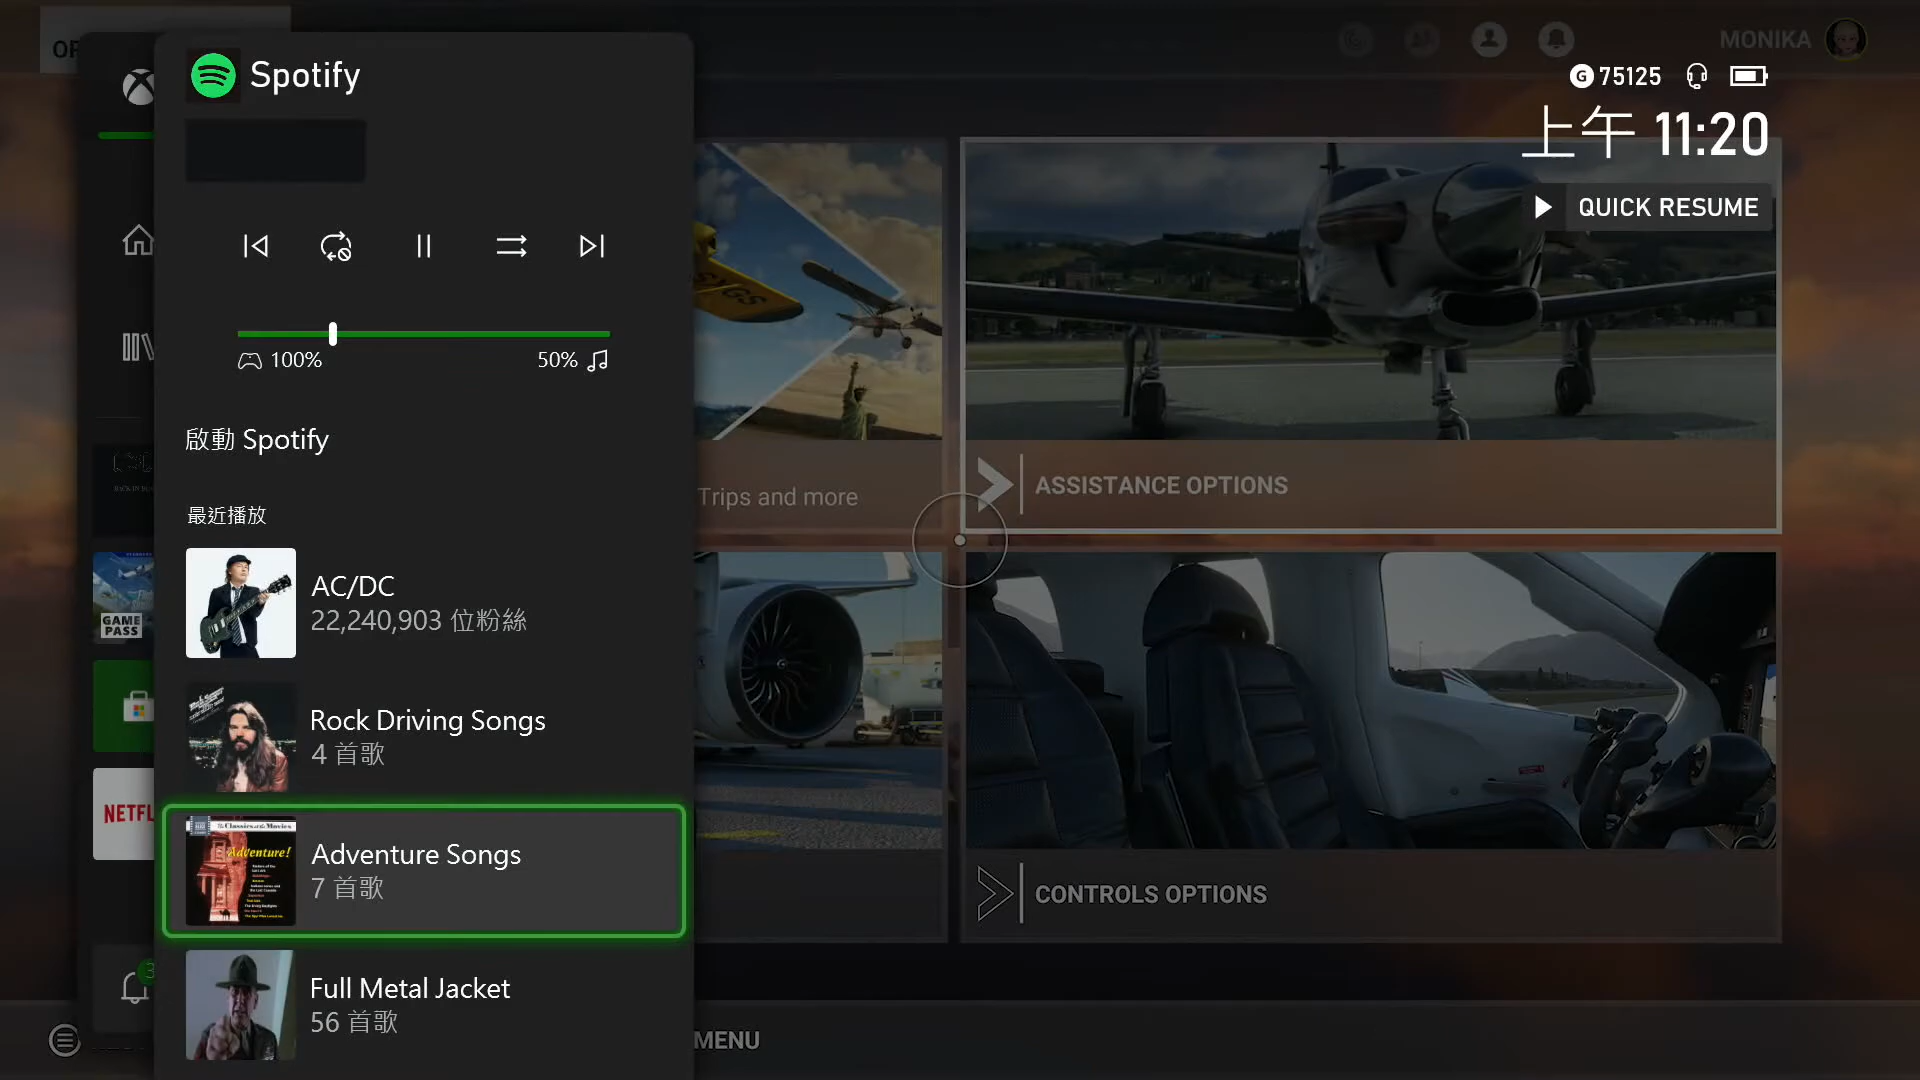 Spotify
100%
50%
啟動 Spotify
最近播放
AC/DC
22,240,903 位粉絲
Rock Driving Songs
4 首歌
Adventure!
Adventure Songs
7 首歌
Full Metal Jacket
56 首歌
GAME
PASS
NETFL
3
MONIKA
G 75125
上午 11:20
QUICK RESUME
Trips and more
ASSISTANCE OPTIONS
CONTROLS OPTIONS
MENU